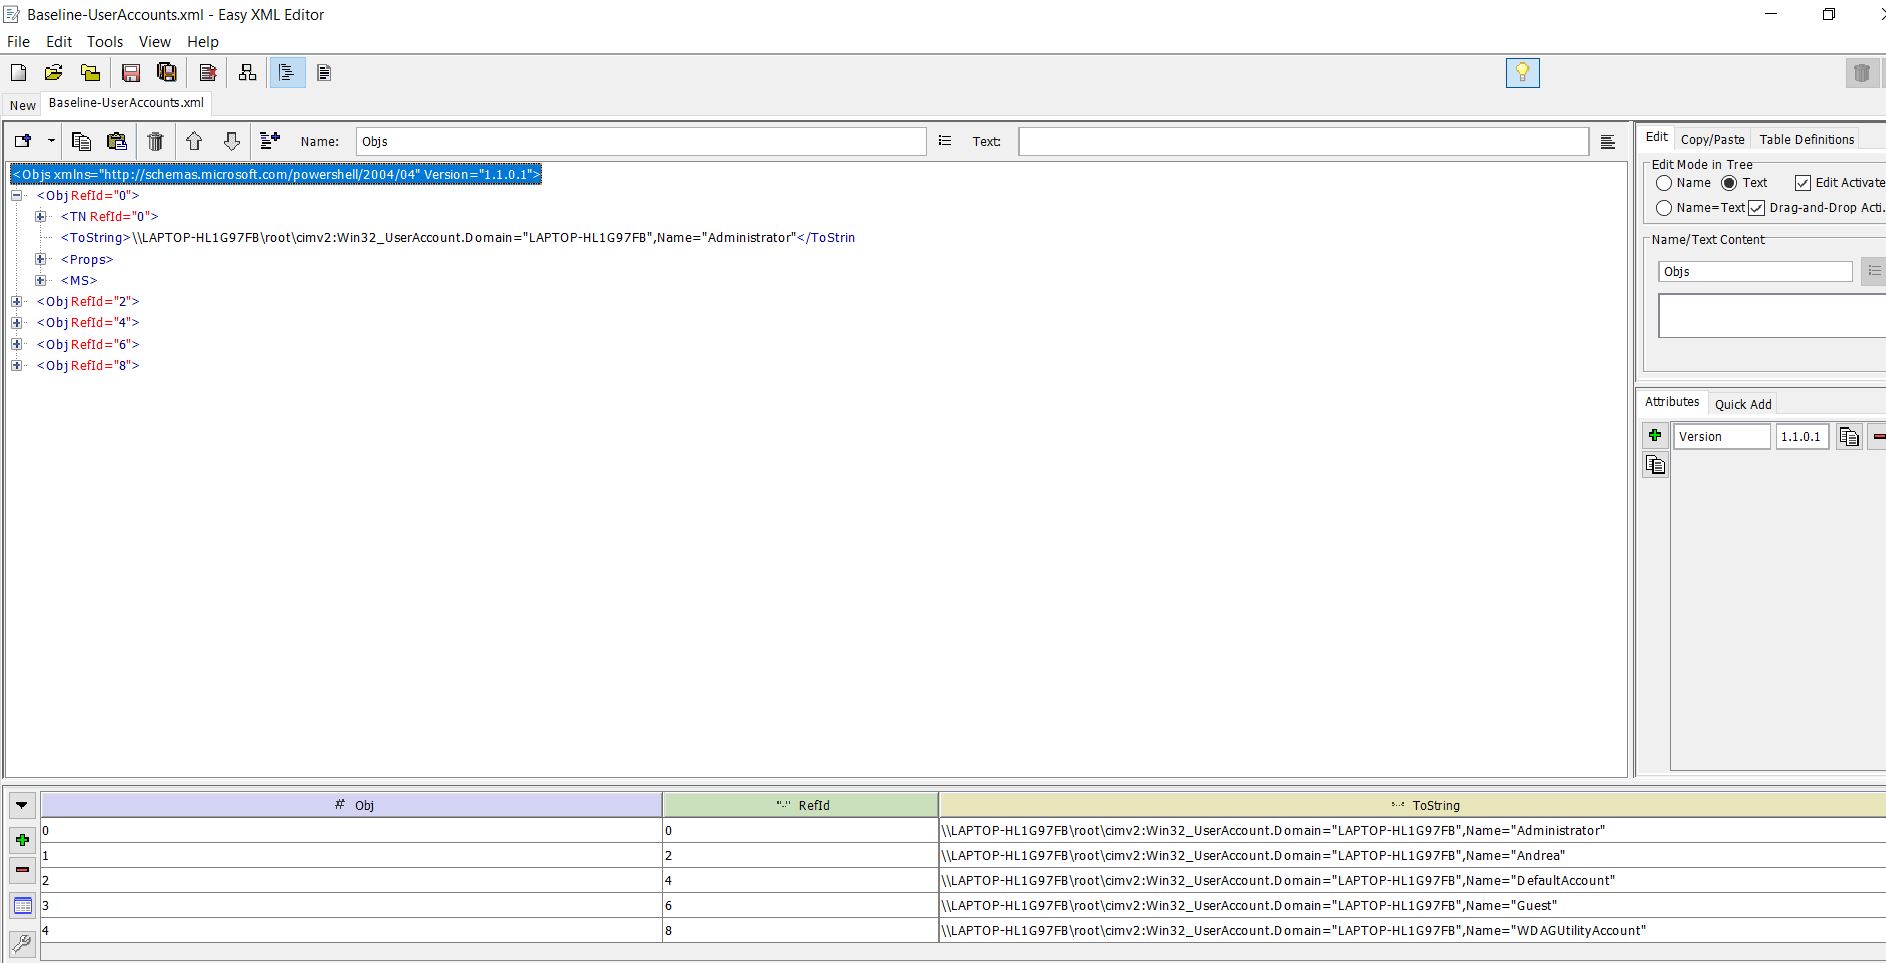 Baseline-UserAccounts.xml - Easy XML Editor
File Edit Tools View Help
New Baseline-UserAccounts.xml
Name: Objs Text:
<Objs xmlns="http://schemas.microsoft.com/powershell/2004/04" Version="1.1.0.1">
<Obj RefId="0">
<TN RefId="0">
<ToString>\\LAPTOP-HL1G97FB\root\cimv2:Win32_UserAccount.Domain="LAPTOP-HL1G97FB",Name="Administrator"</ToStrin
<Props>
<MS>
<Obj RefId="2">
<Obj RefId="4">
<Obj RefId="6">
<Obj RefId="8">
Edit Copy/Paste Table Definitions
Edit Mode in Tree
Name Text Edit Activate
Name=Text Drag-and-Drop Acti.
Name/Text Content
Objs
Attributes Quick Add
Version 1.1.0.1
# Obj RefId ToString
0 0 \\LAPTOP-HL1G97FB\root\cimv2:Win32_UserAccount.Domain="LAPTOP-HL1G97FB",Name="Administrator"
1 2 \\LAPTOP-HL1G97FB\root\cimv2:Win32_UserAccount.Domain="LAPTOP-HL1G97FB",Name="Andrea"
2 4 \\LAPTOP-HL1G97FB\root\cimv2:Win32_UserAccount.Domain="LAPTOP-HL1G97FB",Name="DefaultAccount"
3 6 \\LAPTOP-HL1G97FB\root\cimv2:Win32_UserAccount.Domain="LAPTOP-HL1G97FB",Name="Guest"
4 8 \\LAPTOP-HL1G97FB\root\cimv2:Win32_UserAccount.Domain="LAPTOP-HL1G97FB",Name="WDAGUtilityAccount"